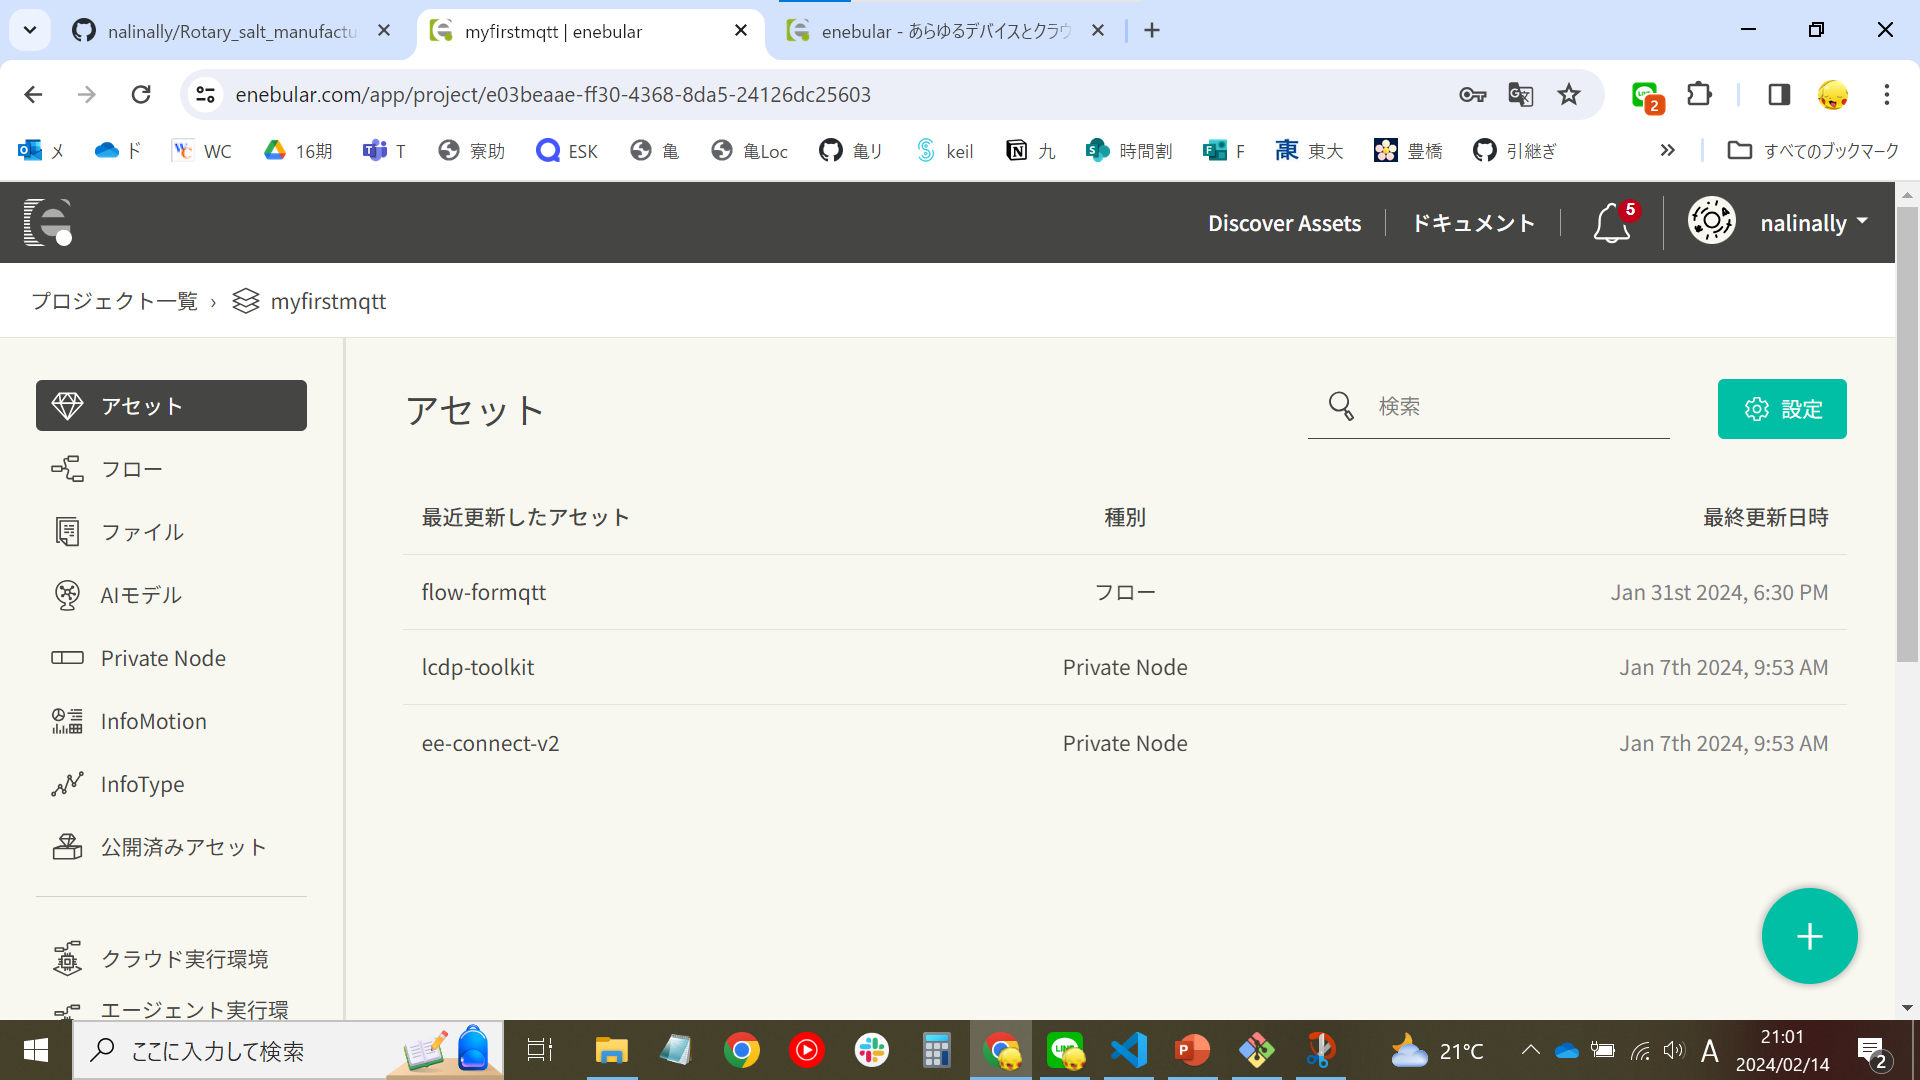 nalinally/Rotary_salt_manufactu
myfirstmqtt | enebular
enebular - あらゆるデバイスとクラウ
enebular.com/app/project/e03beaae-ff30-4368-8da5-24126dc25603
2
メ
ド
WC
16期
T
寮助
ESK
亀
亀Loc
亀リ
keil
九
時間割
F
東大
豊橋
引継ぎ
すべてのブックマーク
Discover Assets
ドキュメント
5
nalinally
プロジェクト一覧 › myfirstmqtt
アセット
フロー
ファイル
AIモデル
Private Node
InfoMotion
InfoType
公開済みアセット
クラウド実行環境
エージェント実行環
アセット
検索
設定
最近更新したアセット 種別 最終更新日時
flow-formqtt フロー Jan 31st 2024, 6:30 PM
lcdp-toolkit Private Node Jan 7th 2024, 9:53 AM
ee-connect-v2 Private Node Jan 7th 2024, 9:53 AM
ここに入力して検索
21°C
A
21:01
2024/02/14
2